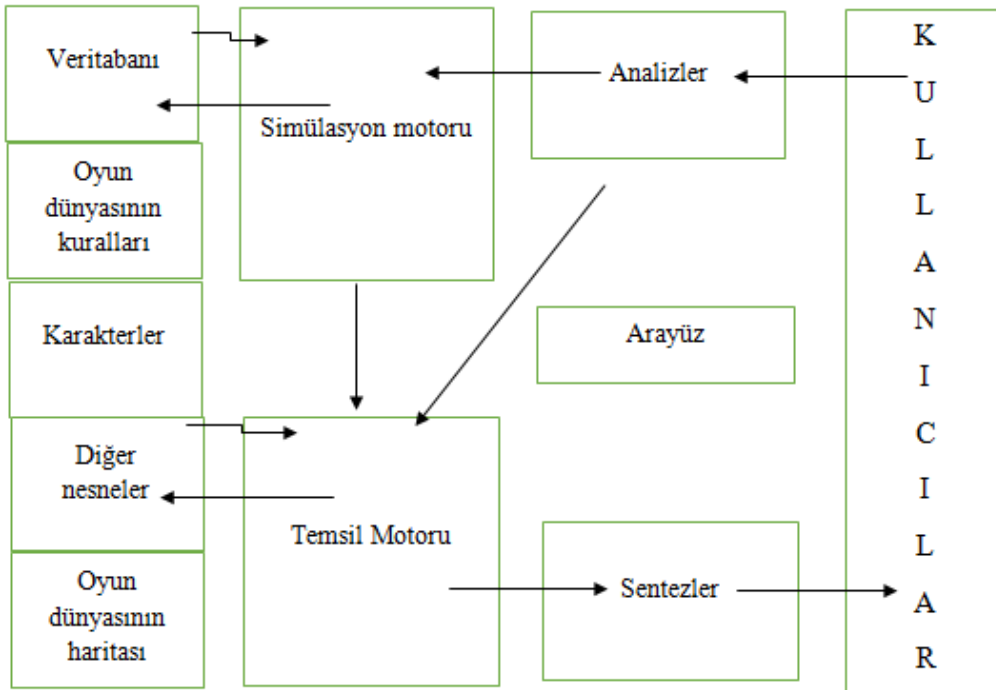 Veritabanı
Oyun
dünyasının
kuralları
Karakterler
Diğer
nesneler
Oyun
dünyasının
haritası
Simülasyon motoru
Temsil Motoru
Analizler
Arayüz
Sentezler
K
U
L
L
A
N
I
C
I
L
A
R